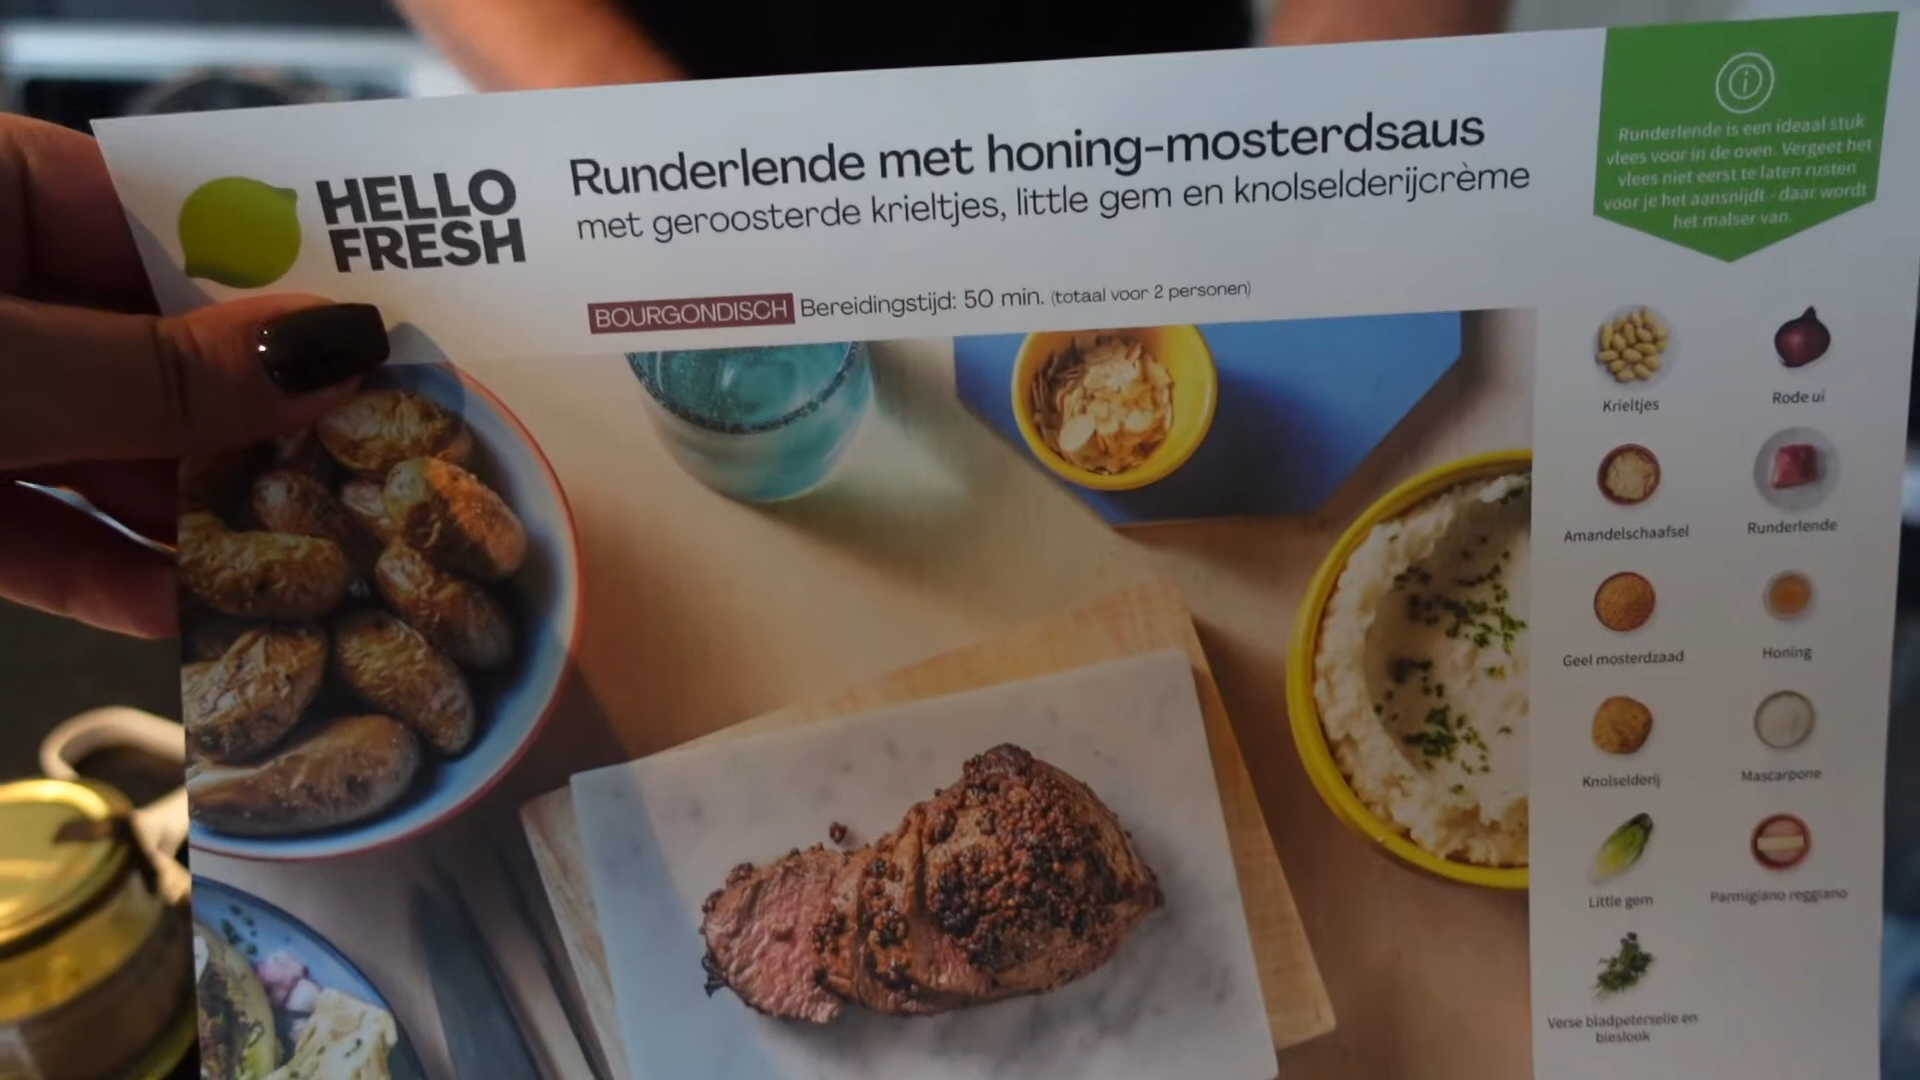 HELLO
FRESH
Runderlende met honing-mosterdsaus
met geroosterde krieltjes, little gem en knolselderijcrème
BOURGONDISCH Bereidingstijd: 50 min. (totaal voor 2 personen)
Runderlende is een ideaal stuk
vlees voor in de oven. Vergeet het
vlees niet eerst te laten rusten
voor je het aansnijdt - daar wordt
het malser van.
Krieltjes
Rode ui
Amandelschaafsel
Runderlende
Geel mosterdzaad
Honing
Knolselderij
Mascarpone
Little gem
Parmigiano reggiano
Verse bladpeterselie en
bieslook